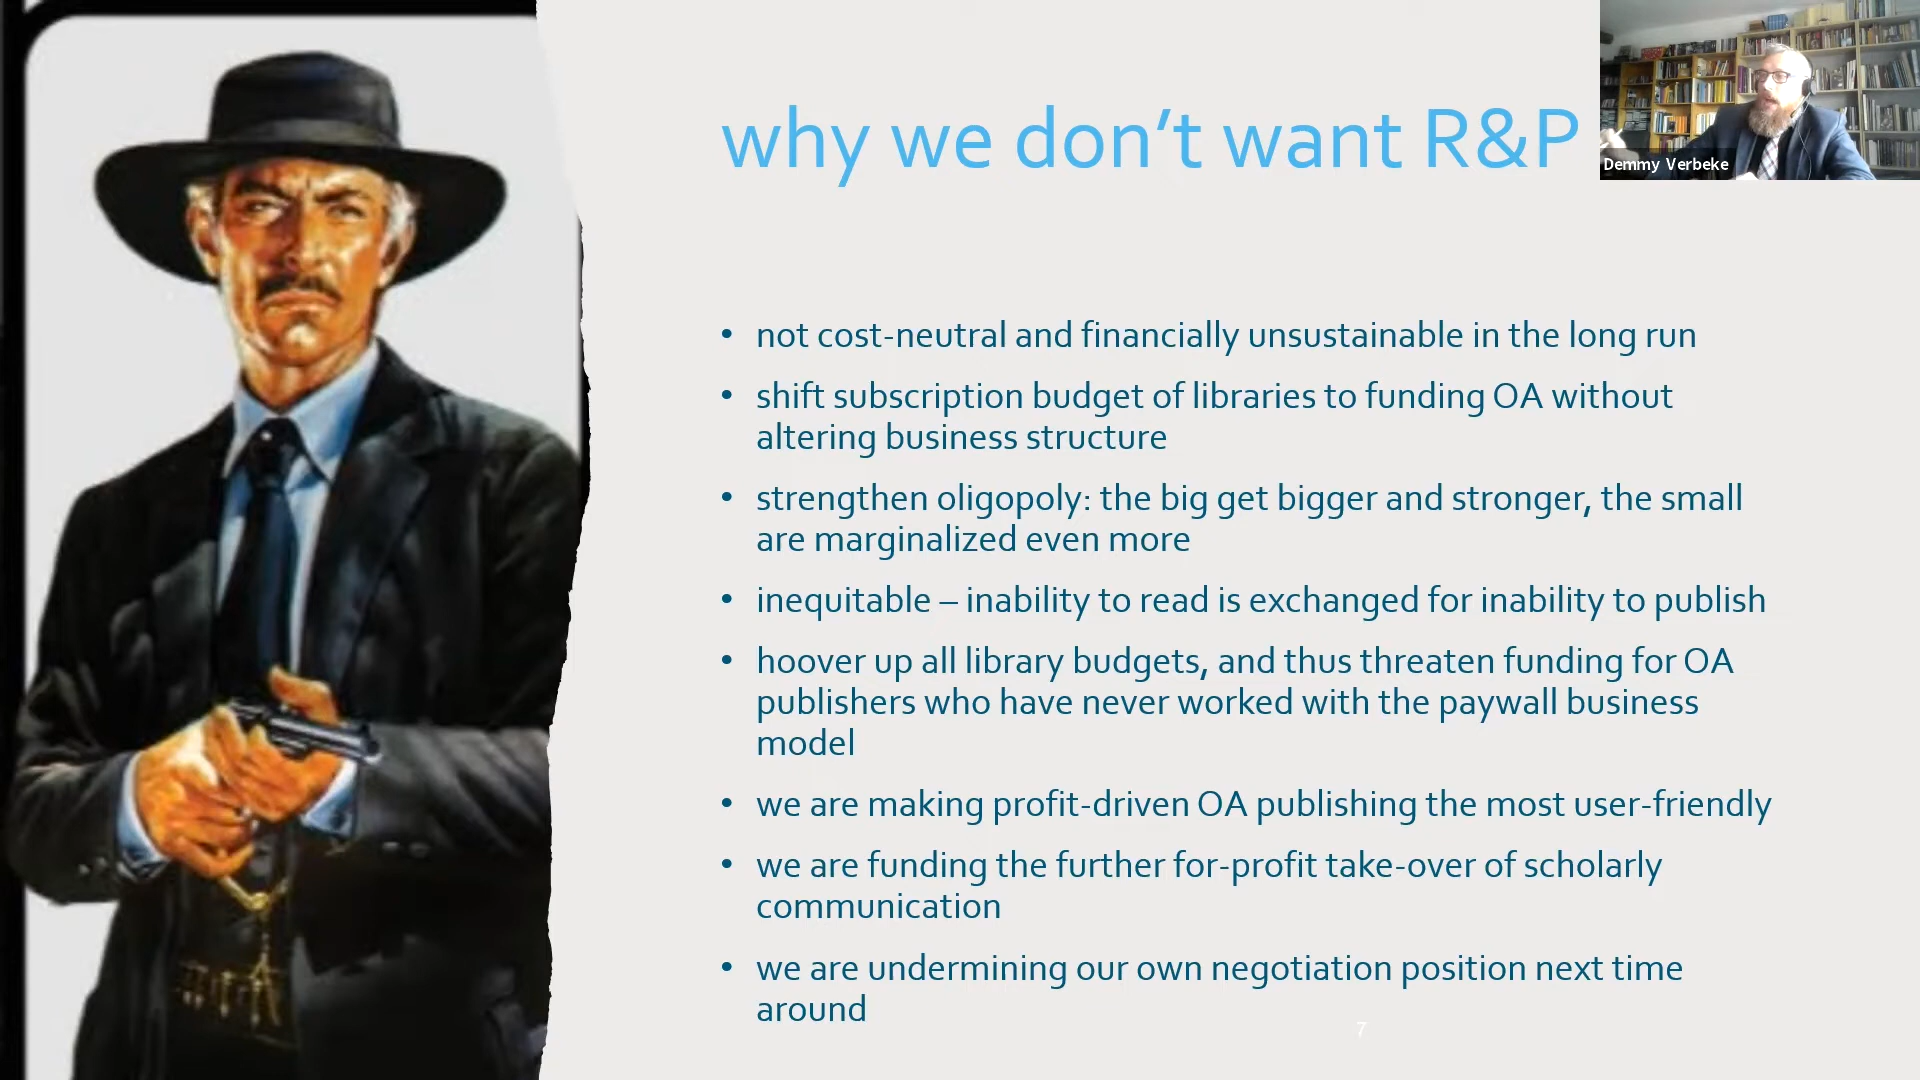 why we don’t want R&P
Demmy Verbeke
• not cost-neutral and financially unsustainable in the long run
• shift subscription budget of libraries to funding OA without
altering business structure
• strengthen oligopoly: the big get bigger and stronger, the small
are marginalized even more
• inequitable – inability to read is exchanged for inability to publish
• hoover up all library budgets, and thus threaten funding for OA
publishers who have never worked with the paywall business
model
• we are making profit-driven OA publishing the most user-friendly
• we are funding the further for-profit take-over of scholarly
communication
• we are undermining our own negotiation position next time
around
7